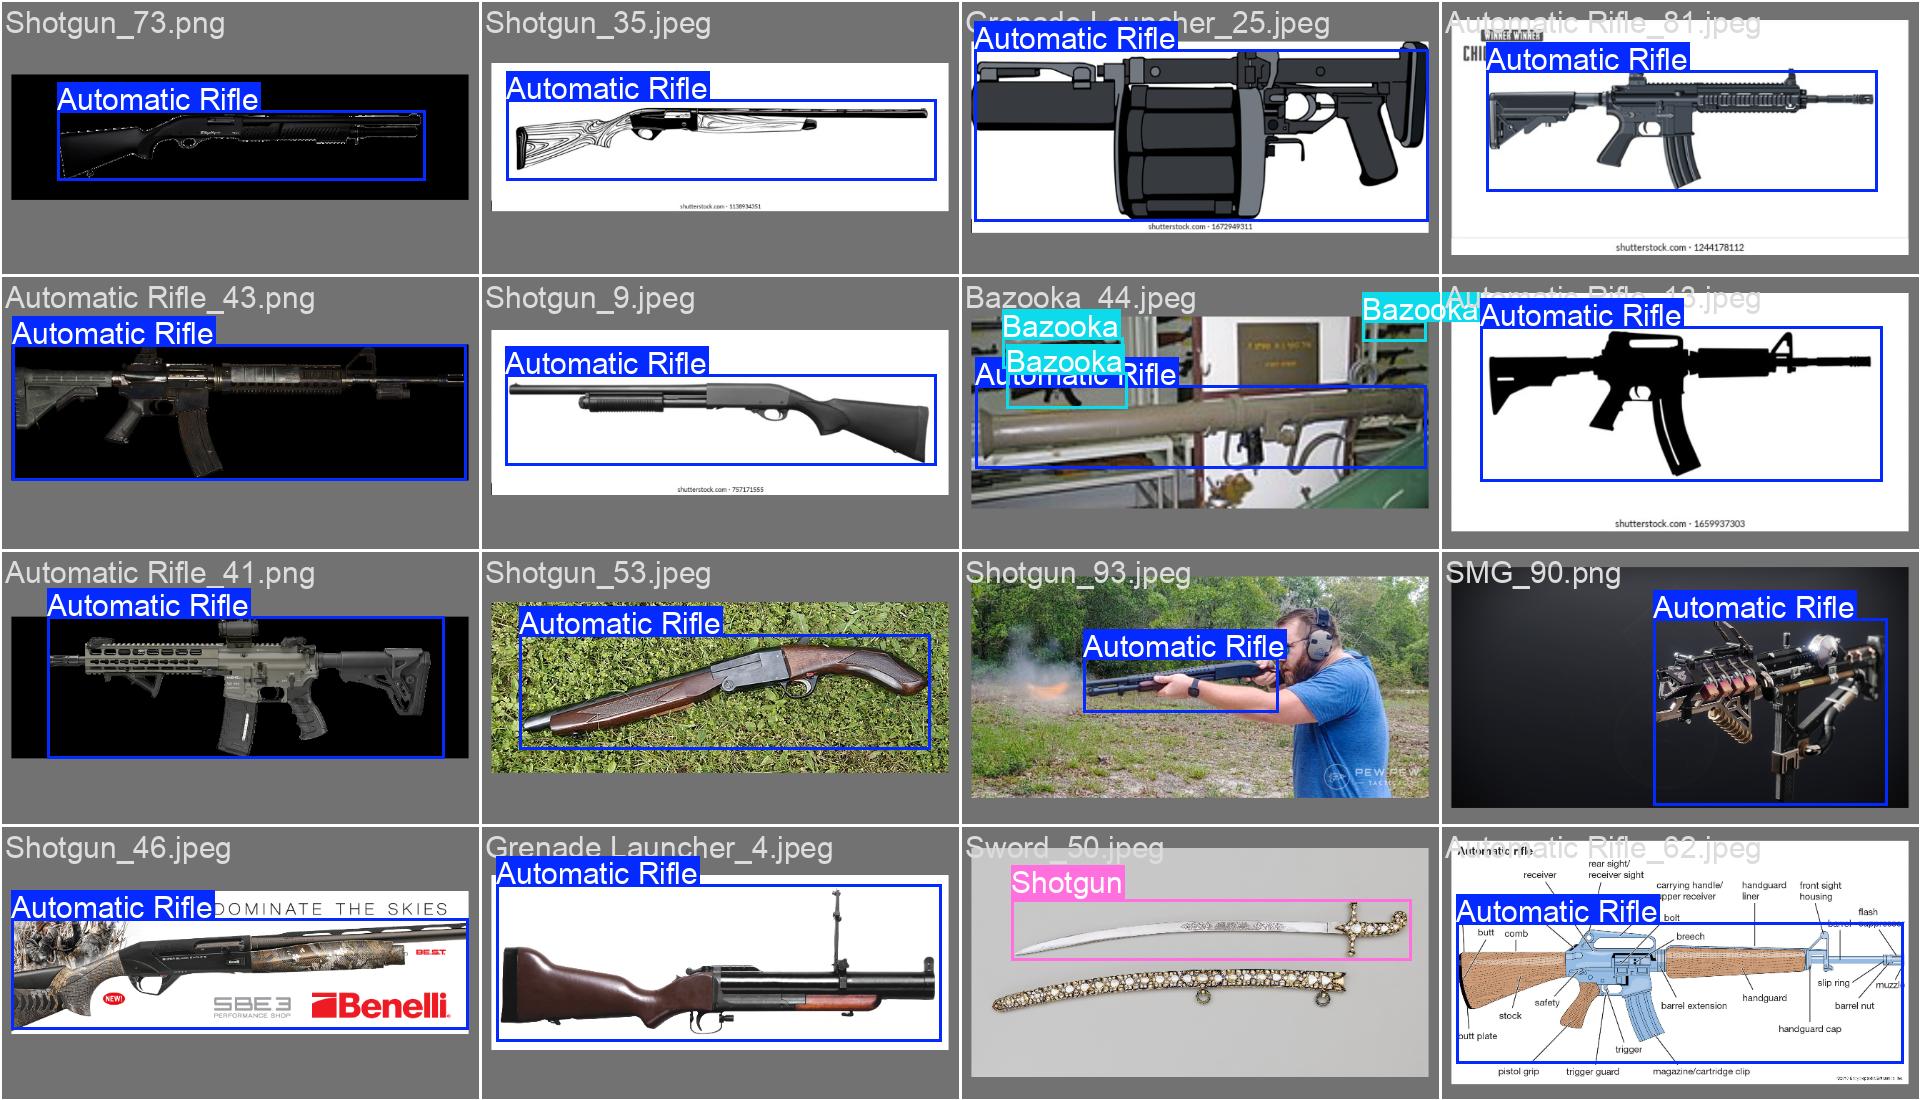 Shotgun_73.png
Automatic Rifle
Shotgun_35.jpeg
Automatic Rifle
shutterstock.com · 1138934351
Grenade Launcher_25.jpeg
Automatic Rifle
shutterstock.com · 1672949311
Automatic Rifle_81.jpeg
WINNER WINNER
Automatic Rifle
shutterstock.com · 1244178112
Automatic Rifle_43.png
Automatic Rifle
Shotgun_9.jpeg
Automatic Rifle
shutterstock.com · 757171555
Bazooka_44.jpeg
Bazooka
Bazooka
Bazooka
Automatic Rifle
Automatic Rifle_13.jpeg
Automatic Rifle
shutterstock.com · 1659937303
Automatic Rifle_41.png
Automatic Rifle
Shotgun_53.jpeg
Automatic Rifle
Shotgun_93.jpeg
Automatic Rifle
PEW PEW
TACTICAL
SMG_90.png
Automatic Rifle
Shotgun_46.jpeg
Automatic Rifle
DOMINATE THE SKIES
BE.S.T.
NEW!
SBE3
PERFORMANCE SHOP
Benelli
Grenade Launcher_4.jpeg
Automatic Rifle
Sword_50.jpeg
Shotgun
Automatic Rifle_62.jpeg
Automatic rifle
rear sight/
receiver sight
receiver
carrying handle/
upper receiver
handguard
liner
front sight
housing
Automatic Rifle
bolt
flash
suppressor
barrel
butt
comb
breech
slip ring
muzzle
safety
barrel extension
handguard
barrel nut
stock
handguard cap
butt plate
trigger
pistol grip
trigger guard
magazine/cartridge clip